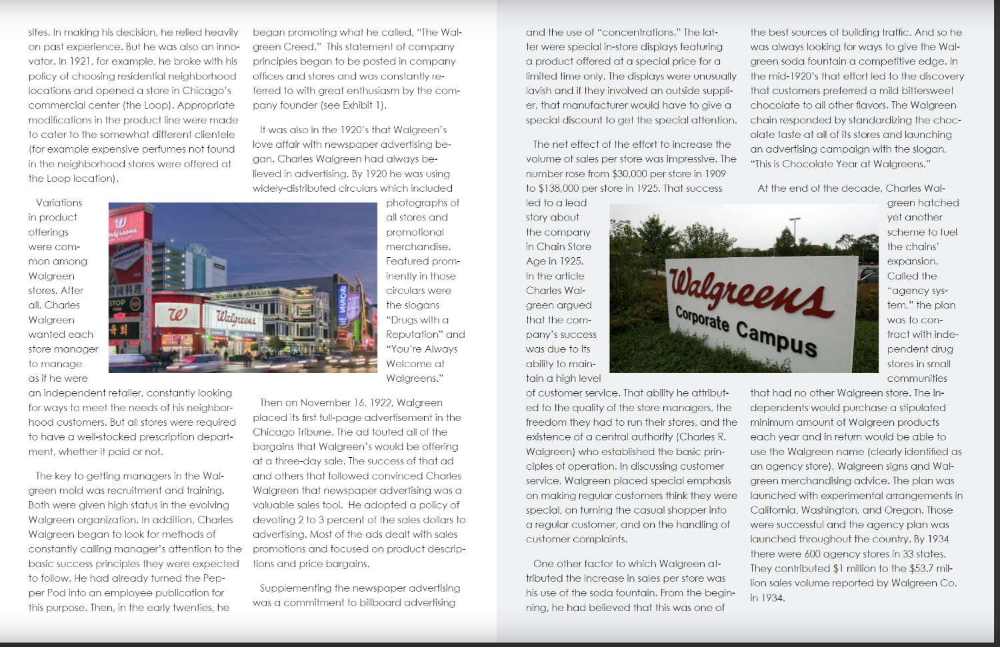 sites. In making his decision, he relied heavily
on past experience. But he was also an inno-
vator. In 1921, for example, he broke with his
policy of choosing residential neighborhood
locations and opened a store in Chicago's
commercial center (the Loop). Appropriate
modifications in the product line were made
to cater to the somewhat different clientele
(for example expensive perfumes not found
in the neighborhood stores were offered at
the Loop location).
Variations
in product
offerings
were com-
mon among
Walgreen
stores. After
all, Charles
Walgreen
wanted each
store manager
to manage
as if he were
an independent retailer, constantly looking
for ways to meet the needs of his neighbor-
hood customers. But all stores were required
to have a well-stocked prescription depart-
ment, whether it paid or not.
The key to getting managers in the Wal-
green mold was recruitment and training.
Both were given high status in the evolving
Walgreen organization. In addition, Charles
Walgreen began to look for methods of
constantly calling manager's attention to the
basic success principles they were expected
to follow. He had already turned the Pep-
per Pod into an employee publication for
this purpose. Then, in the early twenties, he
W
Walgreens
THE PLAZA
REFRESHMENT
國料理
STOP
HERE
육회
W
Walgreens
SMITH & WOLLENSKY
ROSS
began promoting what he called, “The Wal-
green Creed.”  This statement of company
principles began to be posted in company
offices and stores and was constantly re-
ferred to with great enthusiasm by the com-
pany founder (see Exhibit 1).
It was also in the 1920's that Walgreen's
love affair with newspaper advertising be-
gan. Charles Walgreen had always be-
lieved in advertising. By 1920 he was using
widely-distributed circulars which included
photographs of
all stores and
promotional
merchandise.
Featured prom-
inently in those
circulars were
the slogans
“Drugs with a
Reputation” and
“You're Always
Welcome at
Walgreens.”
Then on November 16, 1922, Walgreen
placed its first full-page advertisement in the
Chicago Tribune. The ad touted all of the
bargains that Walgreen's would be offering
at a three-day sale. The success of that ad
and others that followed convinced Charles
Walgreen that newspaper advertising was a
valuable sales tool.  He adopted a policy of
devoting 2 to 3 percent of the sales dollars to
advertising. Most of the ads dealt with sales
promotions and focused on product descrip-
tions and price bargains.
Supplementing the newspaper advertising
was a commitment to billboard advertising
and the use of “concentrations.” The lat-
ter were special in-store displays featuring
a product offered at a special price for a
limited time only. The displays were unusually
lavish and if they involved an outside suppli-
er, that manufacturer would have to give a
special discount to get the special attention.
The net effect of the effort to increase the
volume of sales per store was impressive. The
number rose from $30,000 per store in 1909
to $138,000 per store in 1925. That success
led to a lead
story about
the company
in Chain Store
Age in 1925.
In the article
Charles Wal-
green argued
that the com-
pany's success
was due to its
ability to main-
tain a high level
of customer service. That ability he attribut-
ed to the quality of the store managers, the
freedom they had to run their stores, and the
existence of a central authority (Charles R.
Walgreen) who established the basic prin-
ciples of operation. In discussing customer
service, Walgreen placed special emphasis
on making regular customers think they were
special, on turning the casual shopper into
a regular customer, and on the handling of
customer complaints.
One other factor to which Walgreen at-
tributed the increase in sales per store was
his use of the soda fountain. From the begin-
ning, he had believed that this was one of
Walgreens
Corporate Campus
the best sources of building traffic. And so he
was always looking for ways to give the Wal-
green soda fountain a competitive edge. In
the mid-1920's that effort led to the discovery
that customers preferred a mild bittersweet
chocolate to all other flavors. The Walgreen
chain responded by standardizing the choc-
olate taste at all of its stores and launching
an advertising campaign with the slogan,
“This is Chocolate Year at Walgreens.”
At the end of the decade, Charles Wal-
green hatched
yet another
scheme to fuel
the chains'
expansion.
Called the
“agency sys-
tem,” the plan
was to con-
tract with inde-
pendent drug
stores in small
communities
that had no other Walgreen store. The in-
dependents would purchase a stipulated
minimum amount of Walgreen products
each year and in return would be able to
use the Walgreen name (clearly identified as
an agency store), Walgreen signs and Wal-
green merchandising advice. The plan was
launched with experimental arrangements in
California, Washington, and Oregon. Those
were successful and the agency plan was
launched throughout the country. By 1934
there were 600 agency stores in 33 states.
They contributed $1 million to the $53.7 mil-
lion sales volume reported by Walgreen Co.
in 1934.